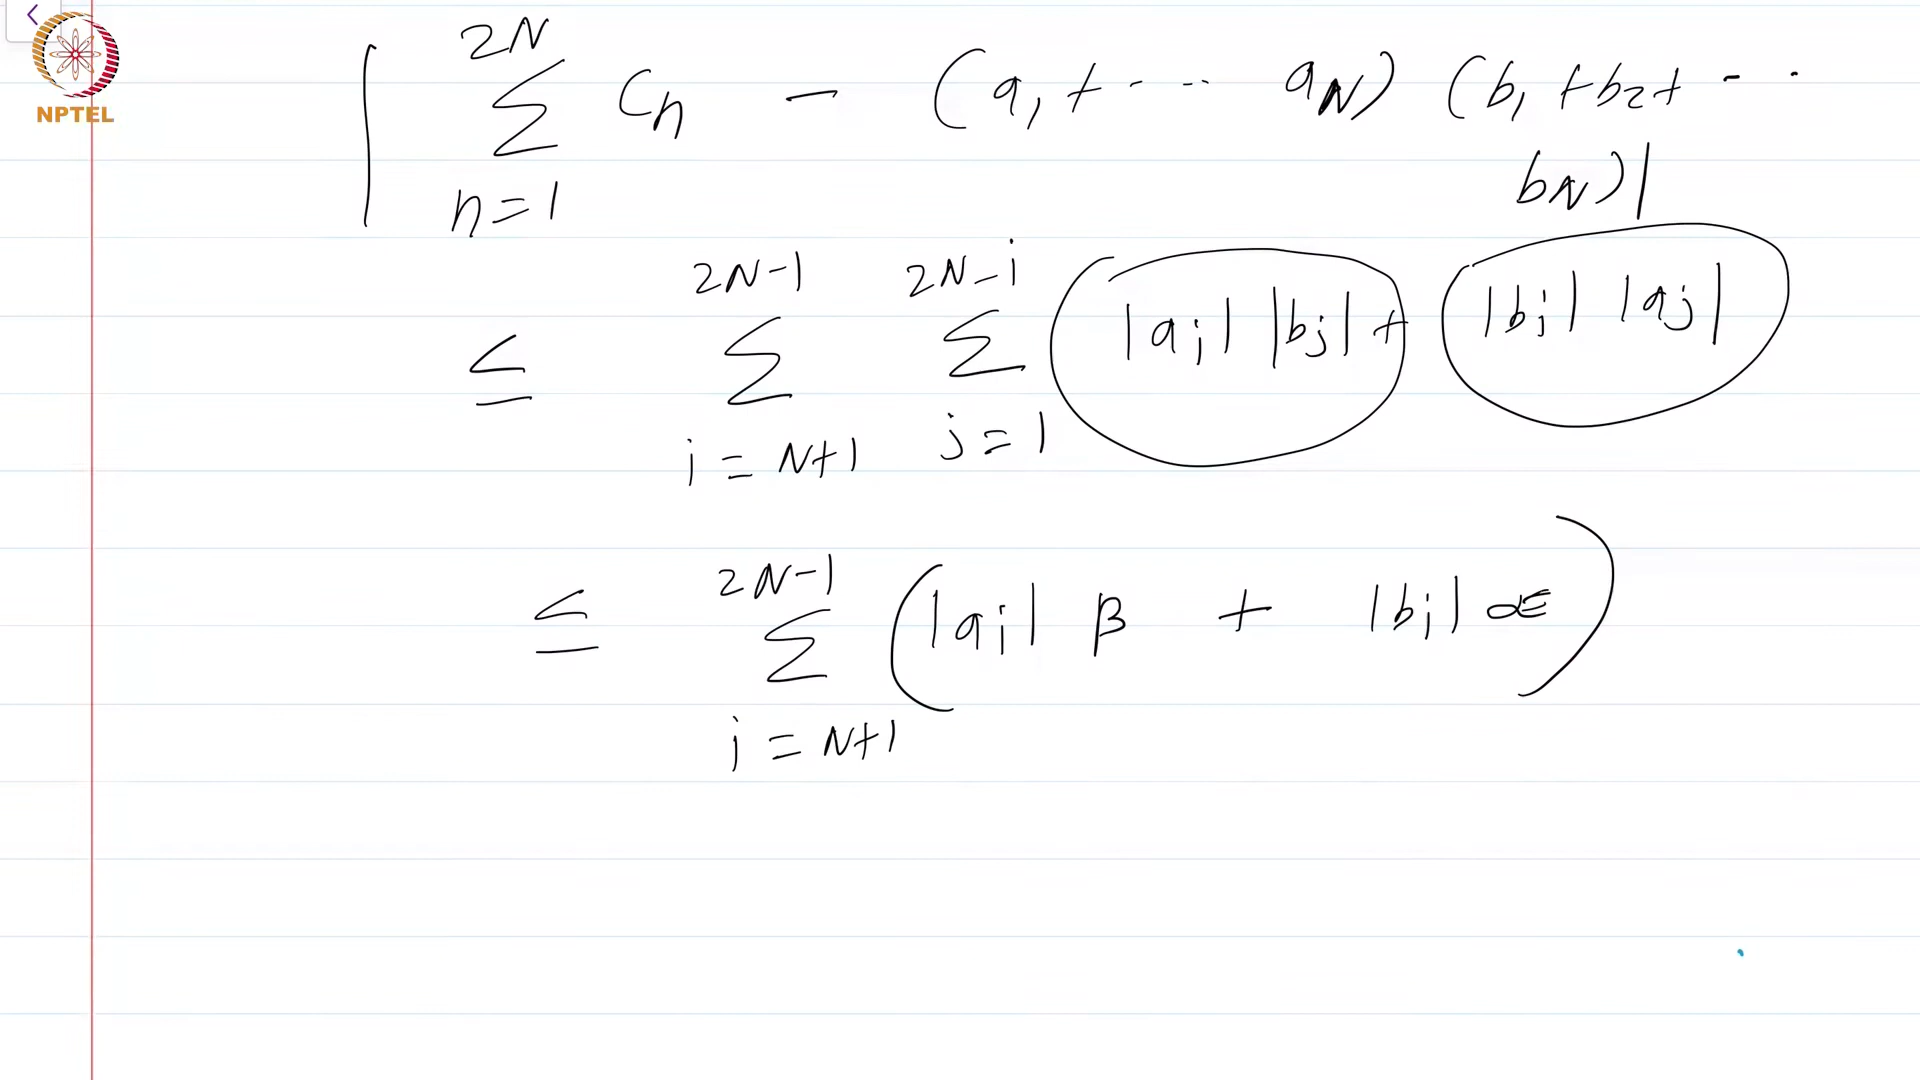 NPTEL
| 2N ∑ n=1 Cn - (a1 + ... aN) (b1 + b2 + ...
bN)|
≤ 2N-1 ∑ i=N+1 2N-i ∑ j=1 |ai| |bj| + |bi| |aj|
≤ 2N-1 ∑ i=N+1 (|ai| β + |bi| α)